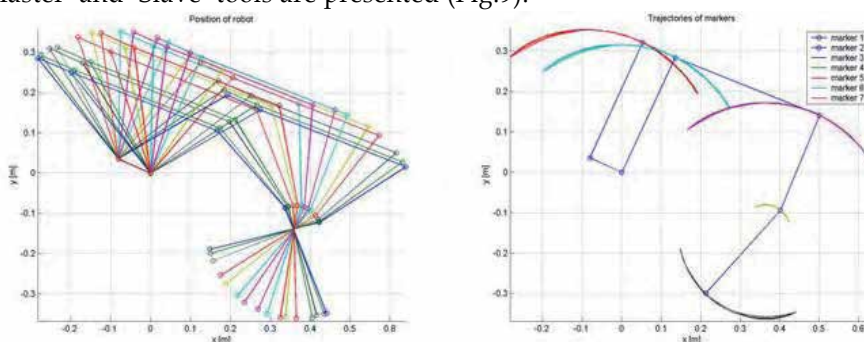 and Slave tools are presented (Fig.9).
Position of robot
y [m]
0.3
0.2
0.1
0
-0.1
-0.2
-0.3
-0.2 -0.1 0 0.1 0.2 0.3 0.4 0.5 0.6
x [m]
Trajectories of markers
marker 1
marker 2
marker 3
marker 4
marker 5
marker 6
marker 7
y [m]
0.3
0.2
0.1
0
-0.1
-0.2
-0.3
-0.2 -0.1 0 0.1 0.2 0.3 0.4 0.5 0.6
x [m]